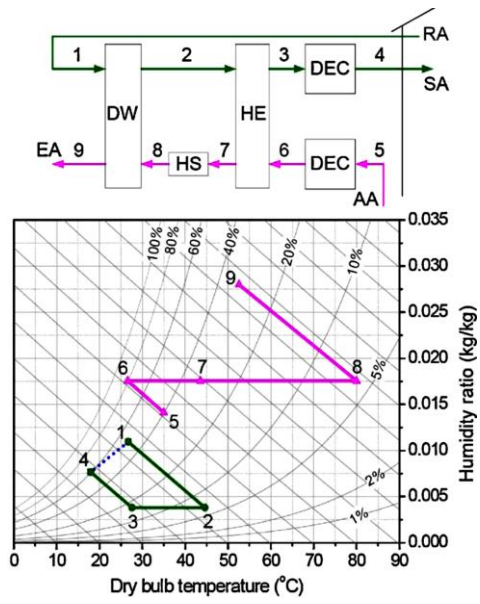 RA
1 2 3 DEC 4
SA
DW HE
EA 9 8 HS 7 6 DEC 5
AA
100% 80% 60% 40% 20% 10% 0.035
9 0.030
0.025
6 7 8 5% 0.020
0.015
5
1 0.010
4 2% 0.005
3 2 1% 0.000
Humidity ratio (kg/kg)
0 10 20 30 40 50 60 70 80 90
Dry bulb temperature (°C)